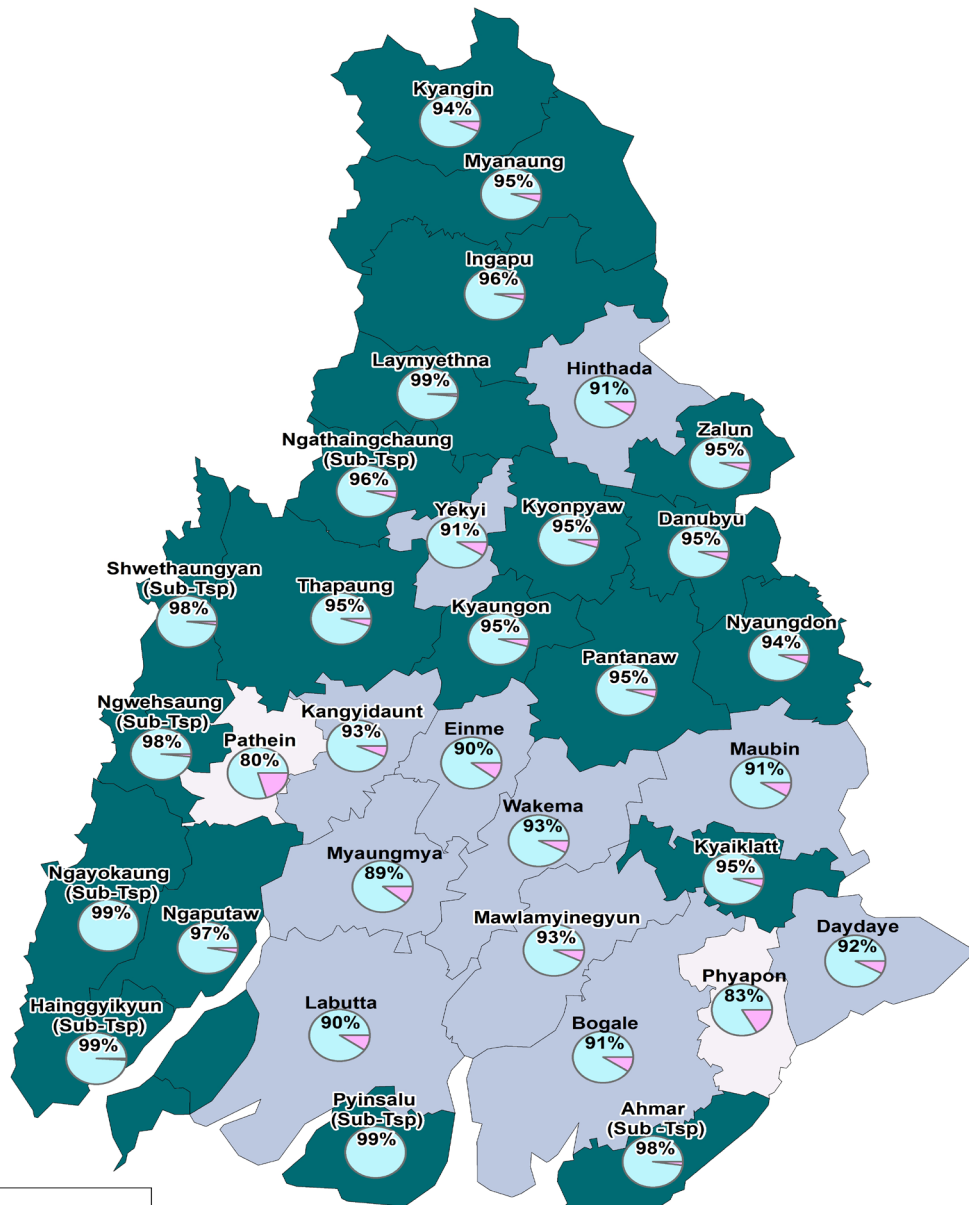 Kyangin
94%
Myanaung
95%
Ingapu
96%
Laymyethna
99%
Hinthada
91%
Zalun
95%
Ngathaingchaung
(Sub-Tsp)
96%
Yekyi
91%
Kyonpyaw
95%
Danubyu
95%
Shwethaungyan
(Sub-Tsp)
98%
Thapaung
95%
Kyaungon
95%
Nyaungdon
94%
Pantanaw
95%
Ngwehsaung
(Sub-Tsp)
98%
Pathein
80%
Kangyidaunt
93%
Einme
90%
Maubin
91%
Wakema
93%
Myaungmya
89%
Kyaiklatt
95%
Ngayokaung
(Sub-Tsp)
99%
Ngaputaw
97%
Mawlamyinegyun
93%
Daydaye
92%
Phyapon
83%
Hainggyikyun
(Sub-Tsp)
99%
Labutta
90%
Bogale
91%
Pyinsalu
(Sub-Tsp)
99%
Ahmar
(Sub -Tsp)
98%